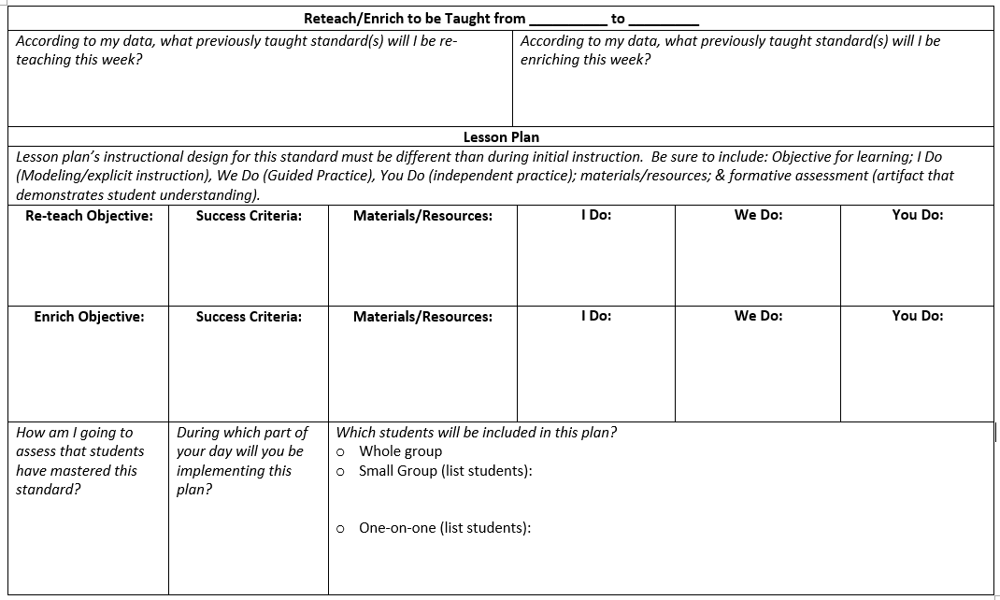 Reteach/Enrich to be Taught from __________ to _________
According to my data, what previously taught standard(s) will I be re-
teaching this week?
According to my data, what previously taught standard(s) will I be
enriching this week?
Lesson Plan
Lesson plan’s instructional design for this standard must be different than during initial instruction.  Be sure to include: Objective for learning; I Do
(Modeling/explicit instruction), We Do (Guided Practice), You Do (independent practice); materials/resources; & formative assessment (artifact that
demonstrates student understanding).
Re-teach Objective:
Success Criteria:
Materials/Resources:
I Do:
We Do:
You Do:
Enrich Objective:
Success Criteria:
Materials/Resources:
I Do:
We Do:
You Do:
How am I going to
assess that students
have mastered this
standard?
During which part of
your day will you be
implementing this
plan?
Which students will be included in this plan?
o Whole group
o Small Group (list students):
o One-on-one (list students):